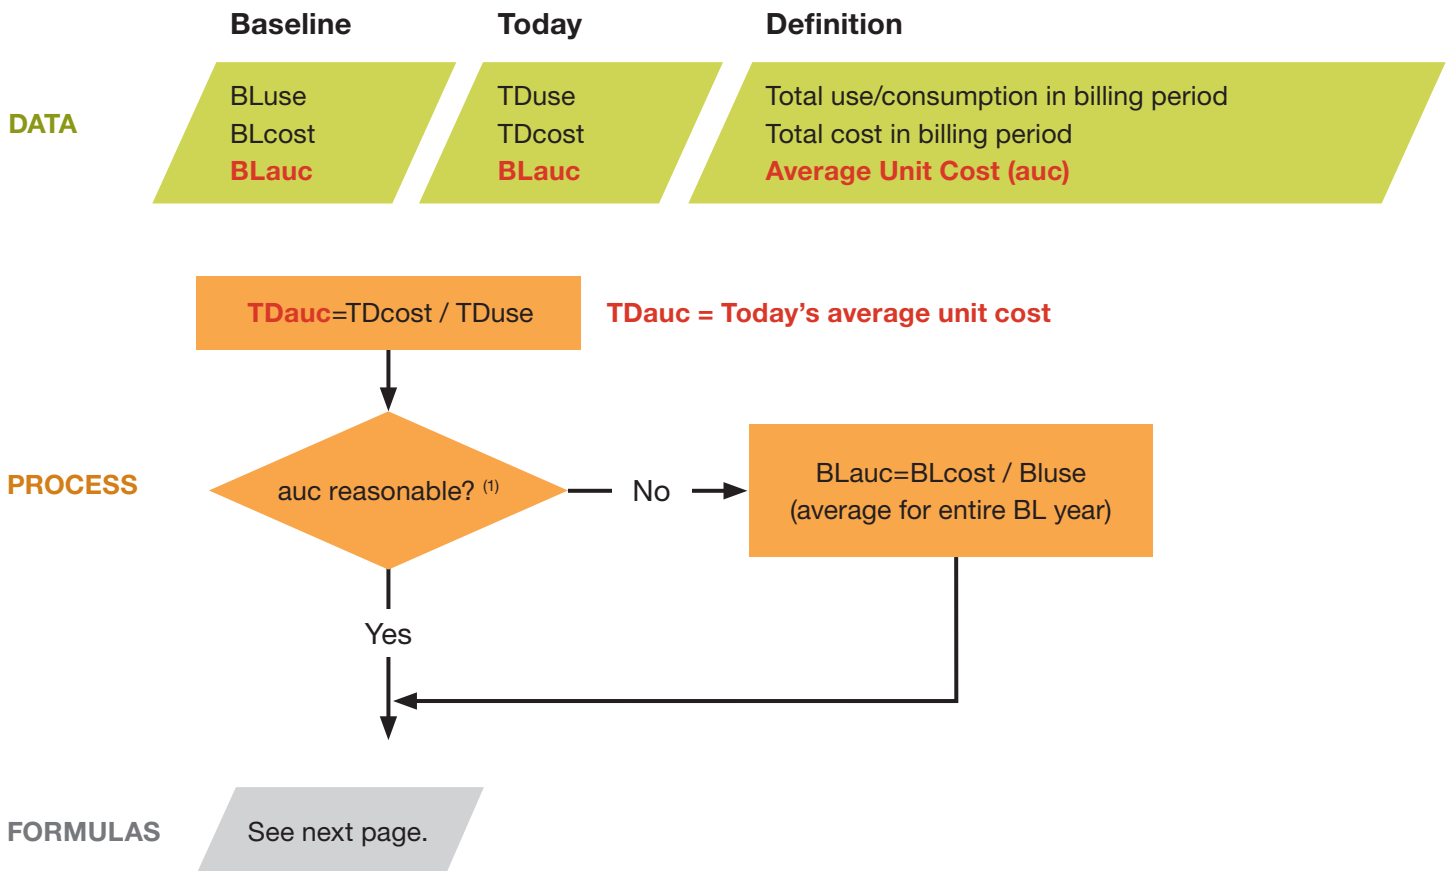 Baseline Today Definition
DATA
BLuse TDuse Total use/consumption in billing period
BLcost TDcost Total cost in billing period
BLauc BLauc Average Unit Cost (auc)
TDauc=TDcost / TDuse TDauc = Today's average unit cost
PROCESS
auc reasonable? (1)
No
BLauc=BLcost / Bluse
(average for entire BL year)
Yes
FORMULAS
See next page.